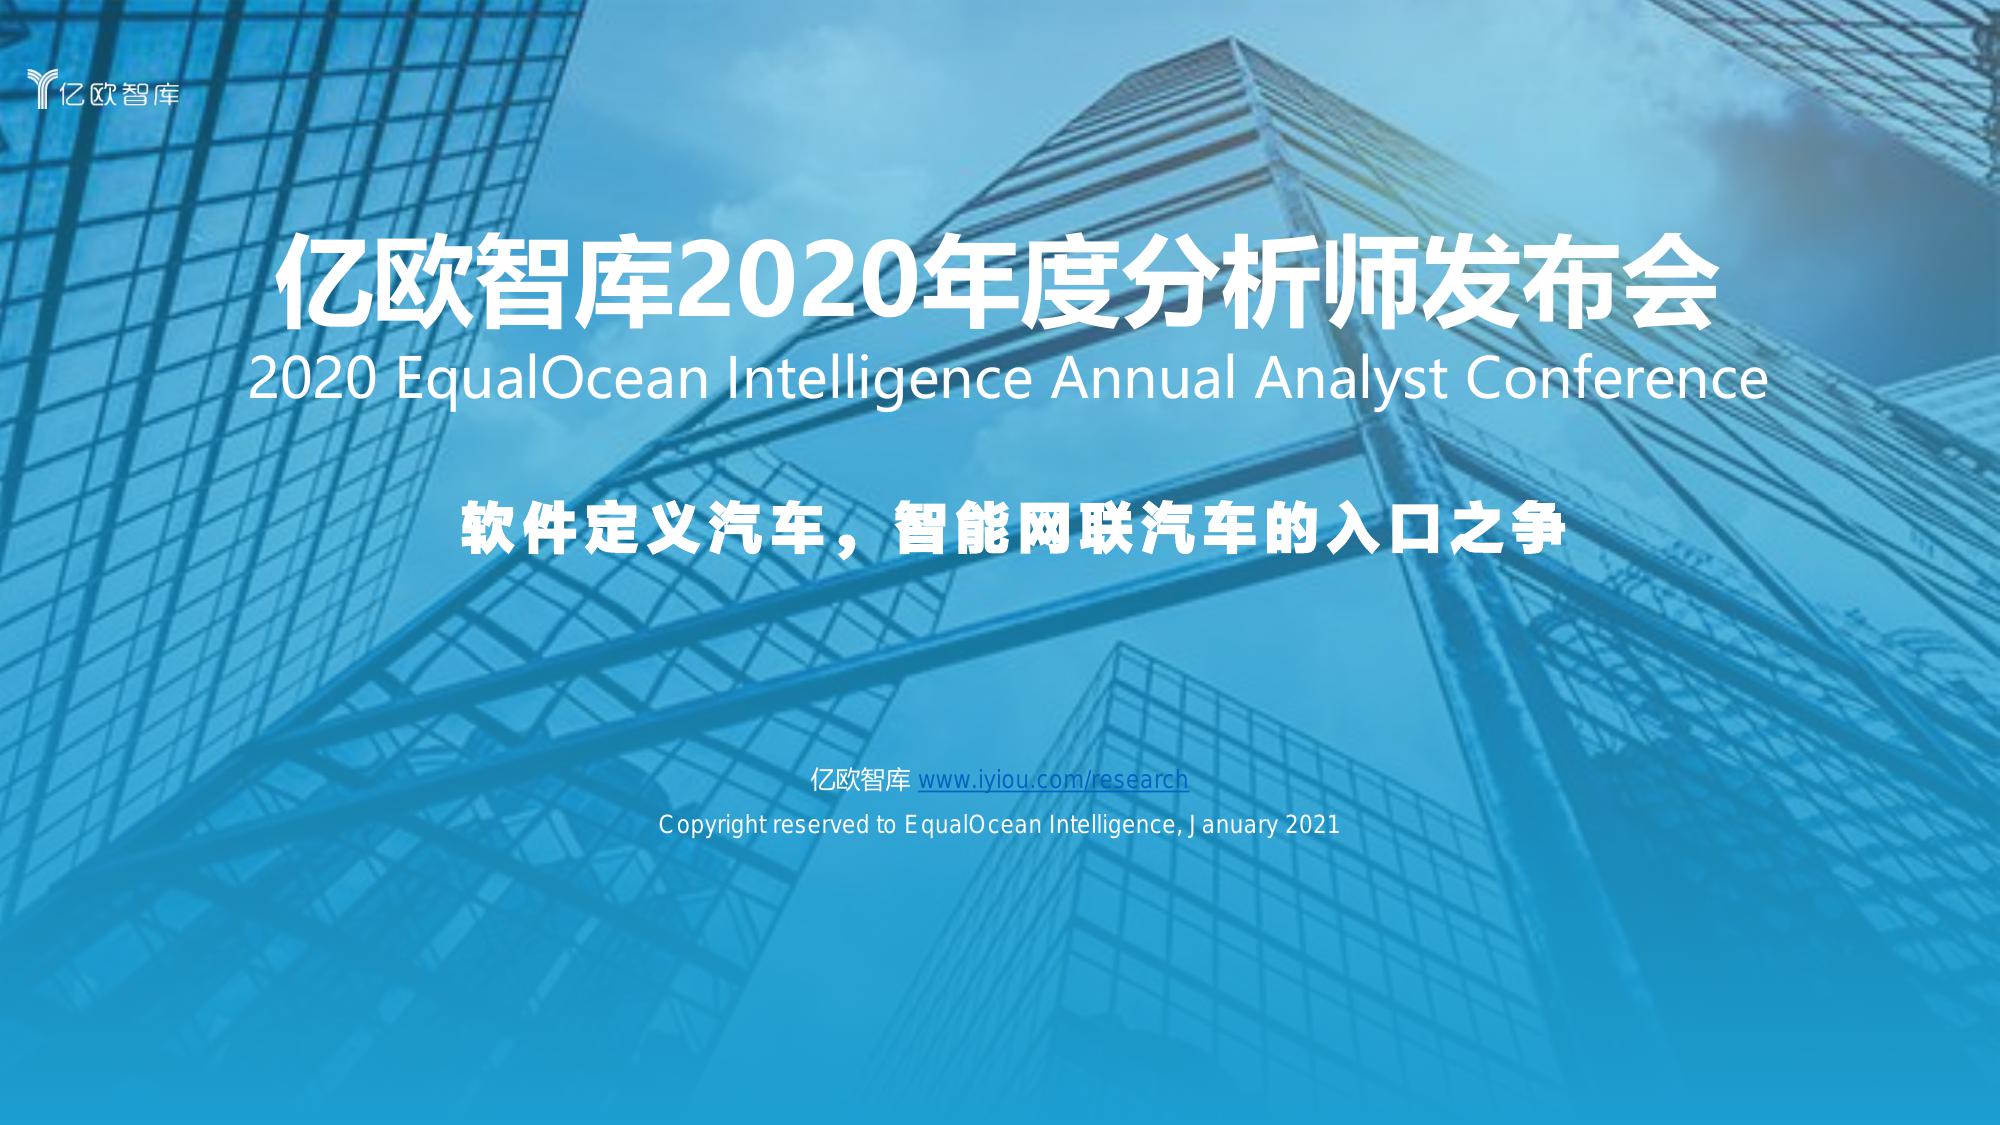 亿欧智库
亿欧智库2020年度分析师发布会
2020 EqualOcean Intelligence Annual Analyst Conference
软件定义汽车，智能网联汽车的入口之争
亿欧智库 www.iyiou.com/research
Copyright reserved to EqualOcean Intelligence, January 2021